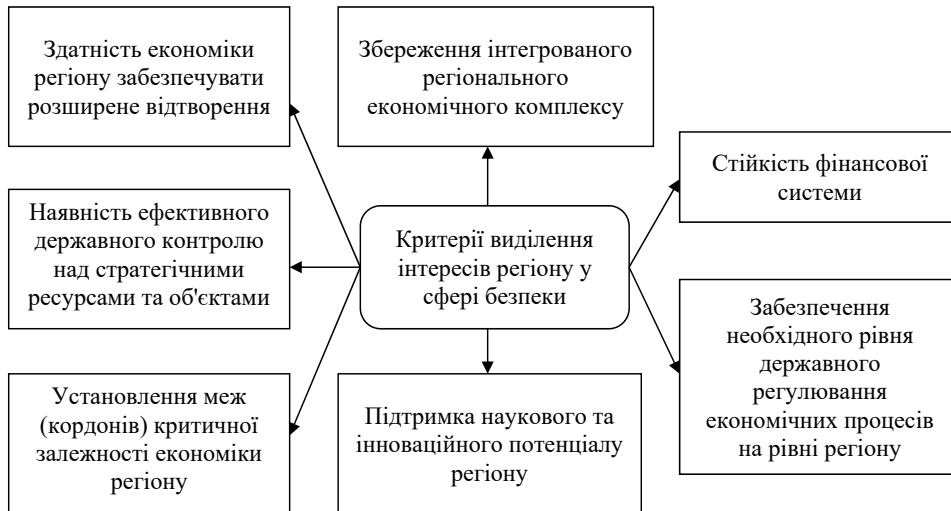 Здатність економіки
регіону забезпечувати
розширене відтворення
Збереження інтегрованого
регіонального
економічного комплексу
Стійкість фінансової
системи
Наявність ефективного
державного контролю
над стратегічними
ресурсами та об'єктами
Критерії виділення
інтересів регіону у
сфері безпеки
Забезпечення
необхідного рівня
державного
регулювання
економічних процесів
на рівні регіону
Установлення меж
(кордонів) критичної
залежності економіки
регіону
Підтримка наукового та
інноваційного потенціалу
регіону